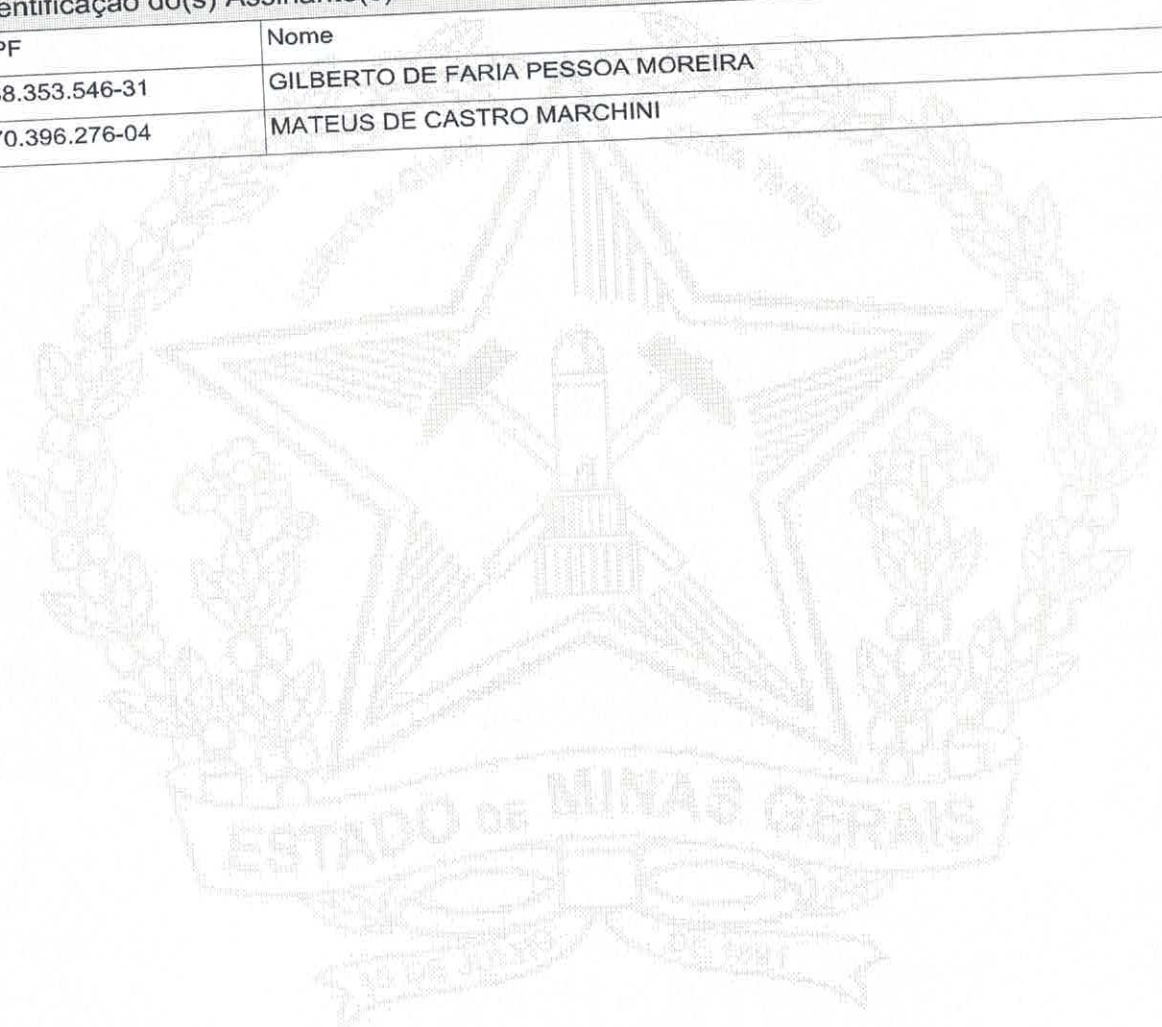 entificação do(s) Assinante(s)
PF Nome
8.353.546-31 GILBERTO DE FARIA PESSOA MOREIRA
70.396.276-04 MATEUS DE CASTRO MARCHINI
ESTADO DE MINAS GERAIS